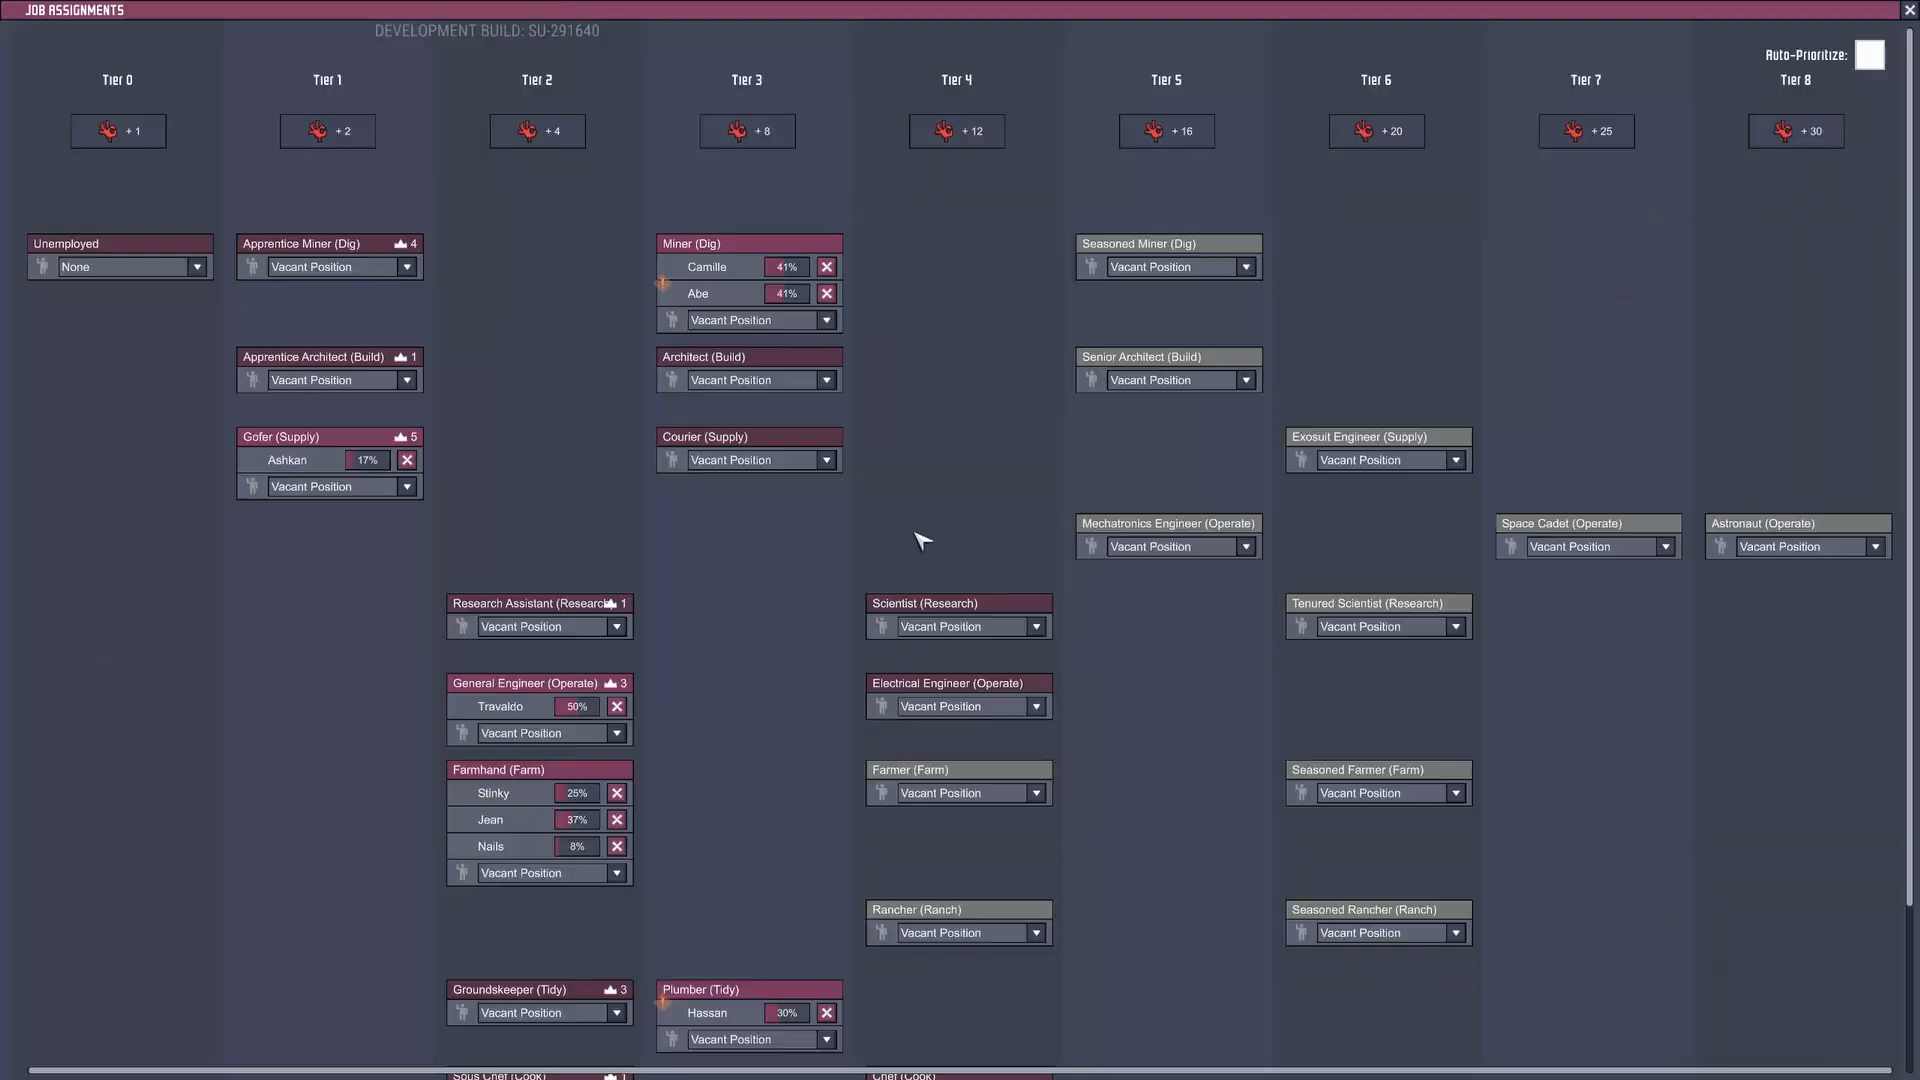 JOB ASSIGNMENTS
DEVELOPMENT BUILD: SU-291640
Auto-Prioritize:
Tier 0 Tier 1 Tier 2 Tier 3 Tier 4 Tier 5 Tier 6 Tier 7 Tier 8
+ 1 + 2 + 4 + 8 + 12 + 16 + 20 + 25 + 30
Unemployed Apprentice Miner (Dig) 4 Miner (Dig) Seasoned Miner (Dig)
None Vacant Position Camille 41% Vacant Position
Abe 41%
Vacant Position
Apprentice Architect (Build) 1 Architect (Build) Senior Architect (Build)
Vacant Position Vacant Position Vacant Position
Gofer (Supply) 5 Courier (Supply) Exosuit Engineer (Supply)
Ashkan 17% Vacant Position Vacant Position
Vacant Position
Mechatronics Engineer (Operate) Space Cadet (Operate) Astronaut (Operate)
Vacant Position Vacant Position Vacant Position
Research Assistant (Research 1 Scientist (Research) Tenured Scientist (Research)
Vacant Position Vacant Position Vacant Position
General Engineer (Operate) 3 Electrical Engineer (Operate)
Travaldo 50% Vacant Position
Vacant Position
Farmhand (Farm) Farmer (Farm) Seasoned Farmer (Farm)
Stinky 25% Vacant Position Vacant Position
Jean 37%
Nails 8%
Vacant Position
Rancher (Ranch) Seasoned Rancher (Ranch)
Vacant Position Vacant Position
Groundskeeper (Tidy) 3 Plumber (Tidy)
Vacant Position Hassan 30%
Vacant Position
Sous Chef (Cook) 1 Chef (Cook)